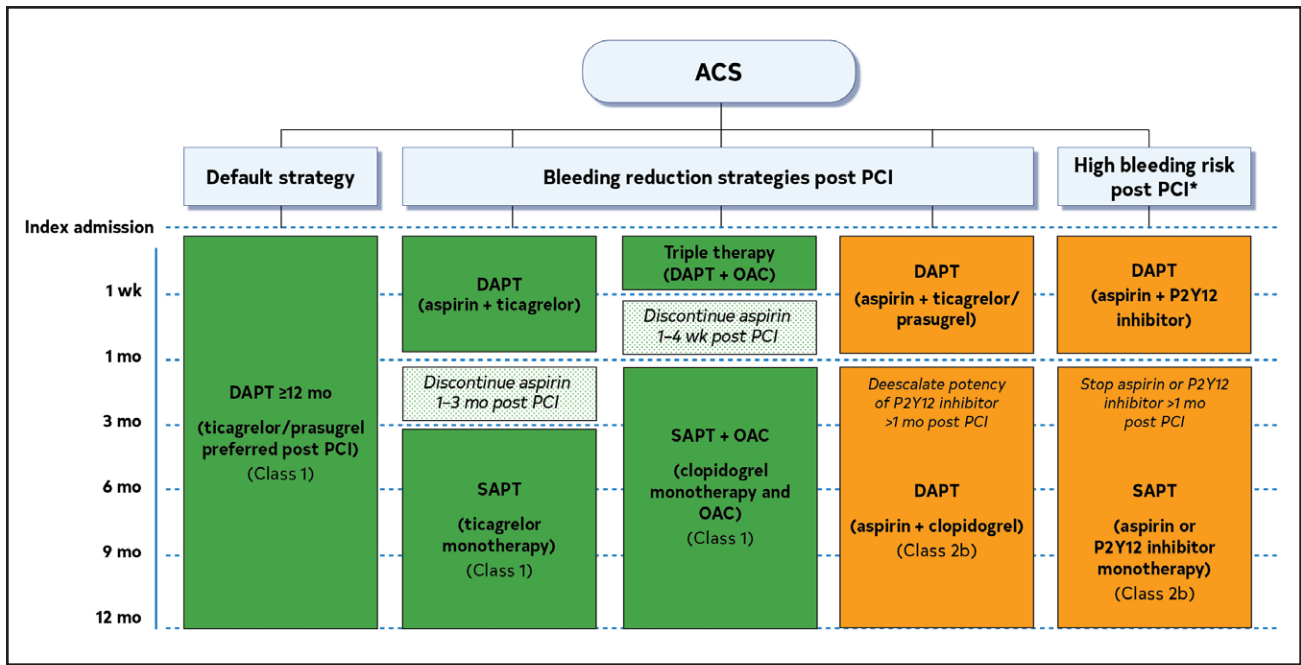 ACS
Default strategy
Bleeding reduction strategies post PCI
High bleeding risk
post PCI*
Index admission
1 wk
1 mo
3 mo
6 mo
9 mo
12 mo
DAPT ≥12 mo
(ticagrelor/prasugrel
preferred post PCI)
(Class 1)
DAPT
(aspirin + ticagrelor)
Discontinue aspirin
1–3 mo post PCI
SAPT
(ticagrelor
monotherapy)
(Class 1)
Triple therapy
(DAPT + OAC)
Discontinue aspirin
1–4 wk post PCI
SAPT + OAC
(clopidogrel
monotherapy and
OAC)
(Class 1)
DAPT
(aspirin + ticagrelor/
prasugrel)
Deescalate potency
of P2Y12 inhibitor
>1 mo post PCI
DAPT
(aspirin + clopidogrel)
(Class 2b)
DAPT
(aspirin + P2Y12
inhibitor)
Stop aspirin or P2Y12
inhibitor >1 mo
post PCI
SAPT
(aspirin or
P2Y12 inhibitor
monotherapy)
(Class 2b)